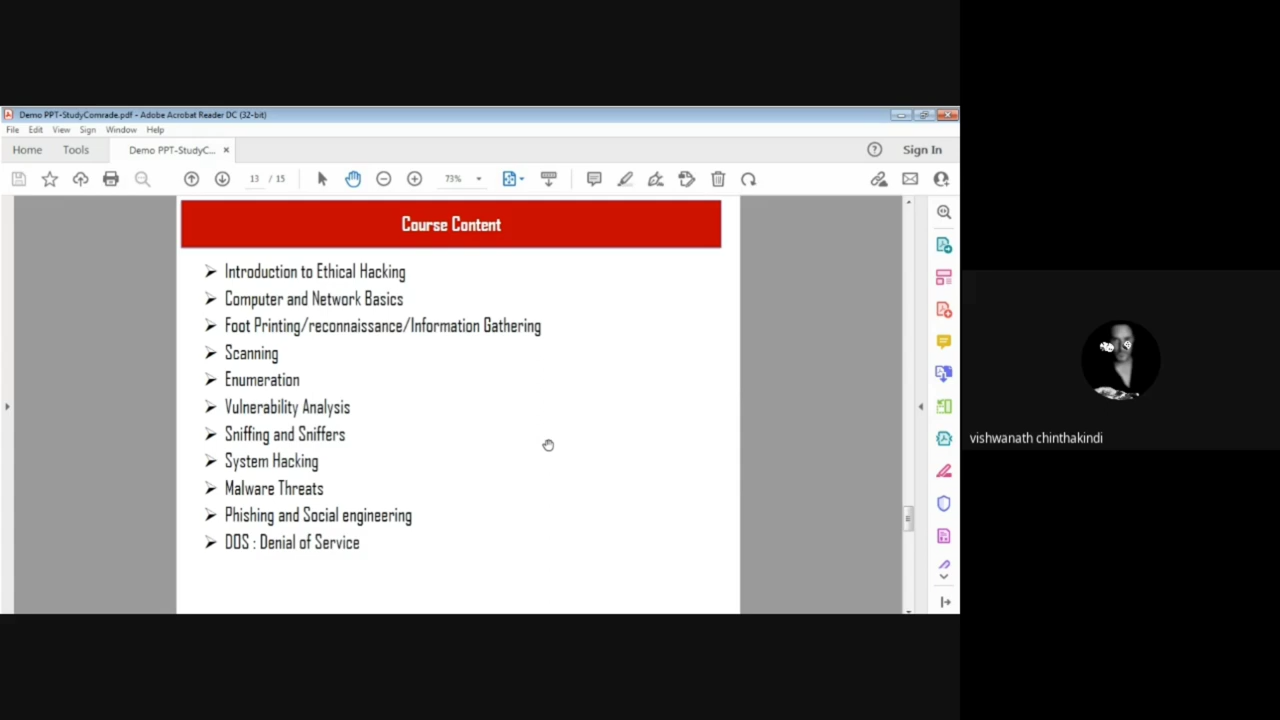 Demo PPT-StudyComrade.pdf - Adobe Acrobat Reader DC (32-bit)
File Edit View Sign Window Help
Home Tools Demo PPT-StudyC... × Sign In
13 / 15 73%
Course Content
➤ Introduction to Ethical Hacking
➤ Computer and Network Basics
➤ Foot Printing/reconnaissance/Information Gathering
➤ Scanning
➤ Enumeration
➤ Vulnerability Analysis
➤ Sniffing and Sniffers
➤ System Hacking
➤ Malware Threats
➤ Phishing and Social engineering
➤ DOS : Denial of Service
vishwanath chinthakindi